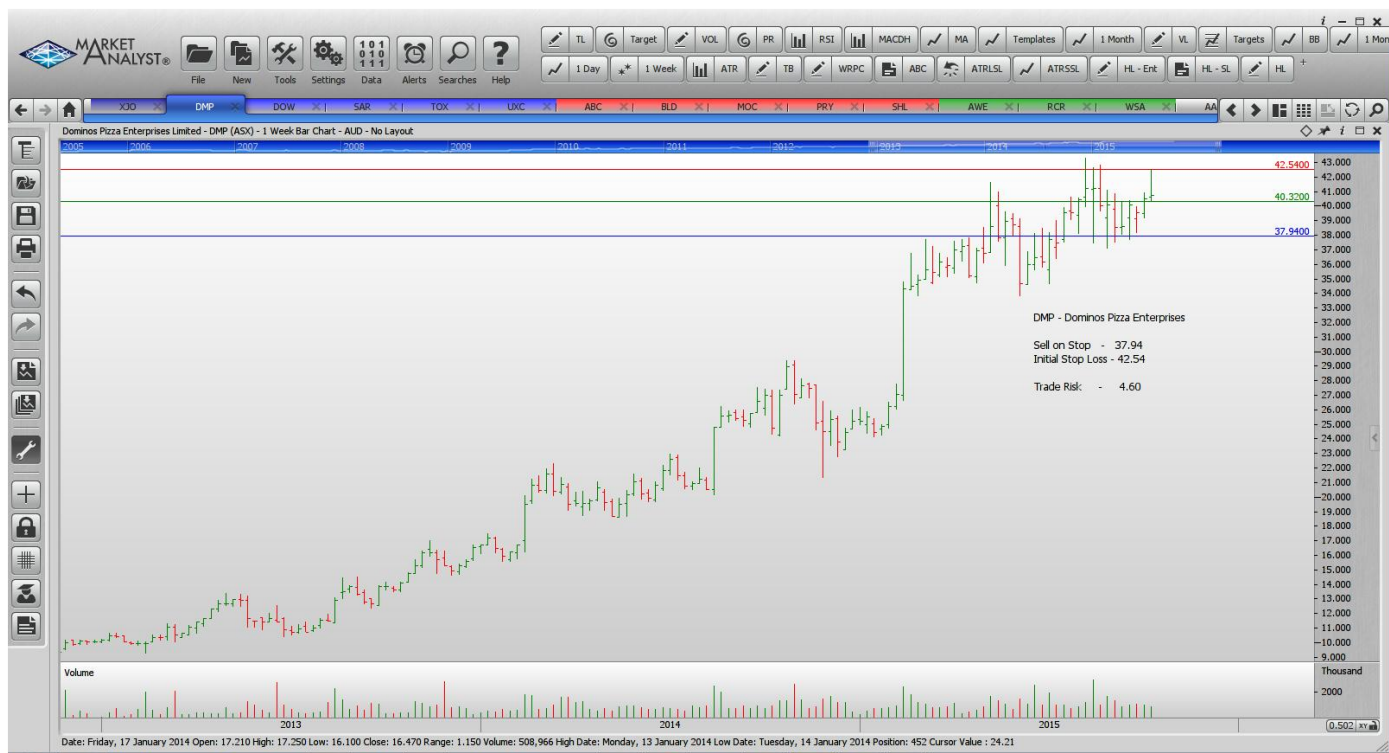 MARKET ANALYST®
File New Tools Settings Data Alerts Searches Help
TL Target VOL PR RSI MACDH MA Templates 1 Month VL Targets BB 1 Mon
1 Day 1 Week ATR TB WRPC ABC ATRLSL ATRSSL HL - Ent HL - SL HL
XJO DMP DOW SAR TOX UXC ABC BLD MOC PRY SHL AWE RCR WSA AA
Dominos Pizza Enterprises Limited - DMP (ASX) - 1 Week Bar Chart - AUD - No Layout
2005 2006 2007 2008 2009 2010 2011 2012 2013 2014 2015
42.5400
40.3200
37.9400
43.000
42.000
41.000
40.000
39.000
38.000
37.000
36.000
35.000
34.000
33.000
32.000
31.000
30.000
29.000
28.000
27.000
26.000
25.000
24.000
23.000
22.000
21.000
20.000
19.000
18.000
17.000
16.000
15.000
14.000
13.000
12.000
11.000
10.000
9.000
DMP - Dominos Pizza Enterprises
Sell on Stop - 37.94
Initial Stop Loss - 42.54
Trade Risk - 4.60
Volume
Thousand
2000
2013 2014 2015
0.502 XY
Date: Friday, 17 January 2014 Open: 17.210 High: 17.250 Low: 16.100 Close: 16.470 Range: 1.150 Volume: 508,966 High Date: Monday, 13 January 2014 Low Date: Tuesday, 14 January 2014 Position: 452 Cursor Value : 24.21